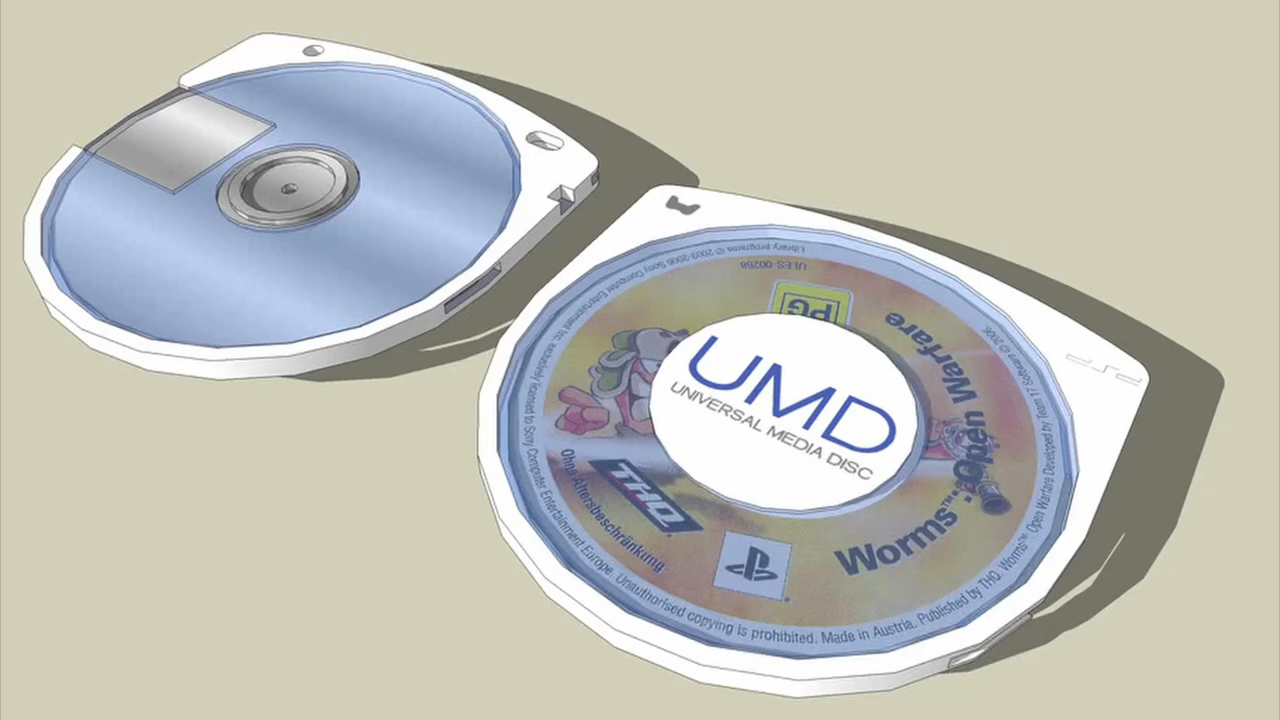 Library programs © 2003-2006 Sony Computer Entertainment Inc. exclusively licensed to Sony Computer Entertainment Europe. Unauthorised copying is prohibited. Made in Austria. Published by THQ. Worms™: Open Warfare Developed by Team 17 Software © 2006.
ULES-00268
PG
PSP
UMD
UNIVERSAL MEDIA DISC
Worms™: Open Warfare
THQ
Ohne Altersbeschränkung